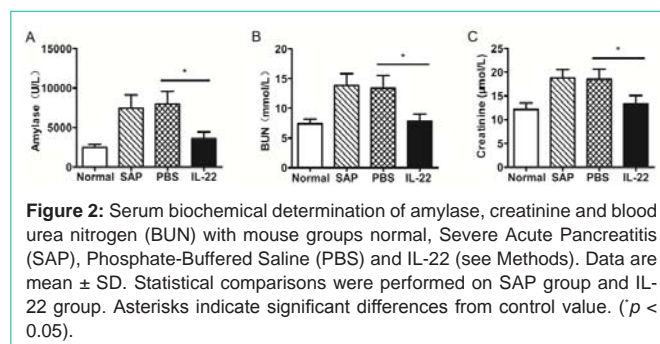 A
Amylase (U/L)
15000
10000
5000
0
Normal SAP PBS IL-22
*
B
BUN (mmol/L)
20
15
10
5
0
Normal SAP PBS IL-22
*
C
Creatinine (μmol/L)
25
20
15
10
5
0
Normal SAP PBS IL-22
*
Figure 2: Serum biochemical determination of amylase, creatinine and blood
urea nitrogen (BUN) with mouse groups normal, Severe Acute Pancreatitis
(SAP), Phosphate-Buffered Saline (PBS) and IL-22 (see Methods). Data are
mean ± SD. Statistical comparisons were performed on SAP group and IL-
22 group. Asterisks indicate significant differences from control value. (*p <
0.05).